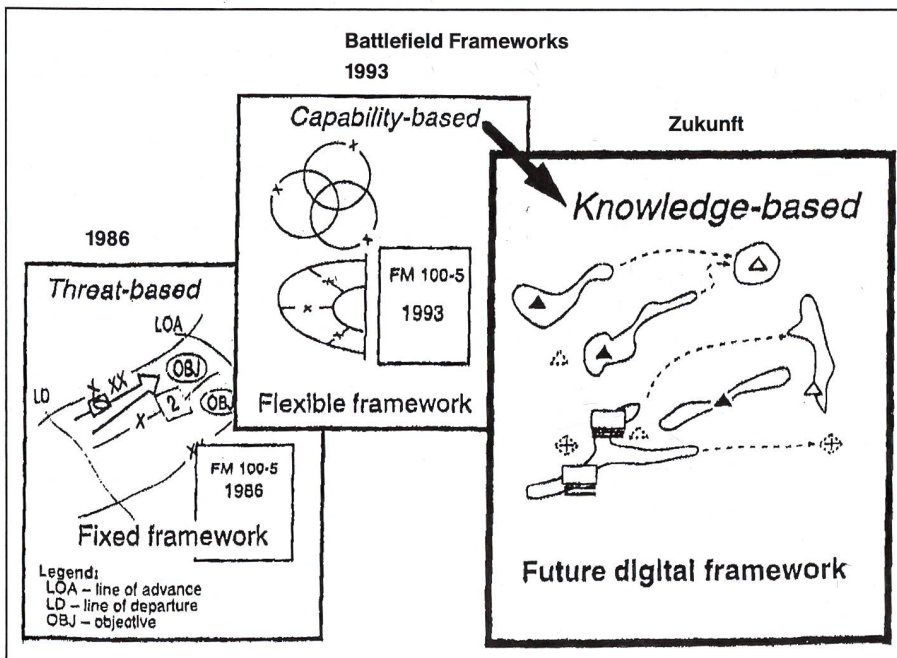 Battlefield Frameworks
1993
Capability-based
FM 100-5
1993
Flexible framework
Zukunft
Knowledge-based
Future digital framework
1986
Threat-based
LOA
LD
X
XX
OBJ
OBJ
2
X
FM 100-5
1986
Fixed framework
Legend:
LOA – line of advance
LD – line of departure
OBJ – objective